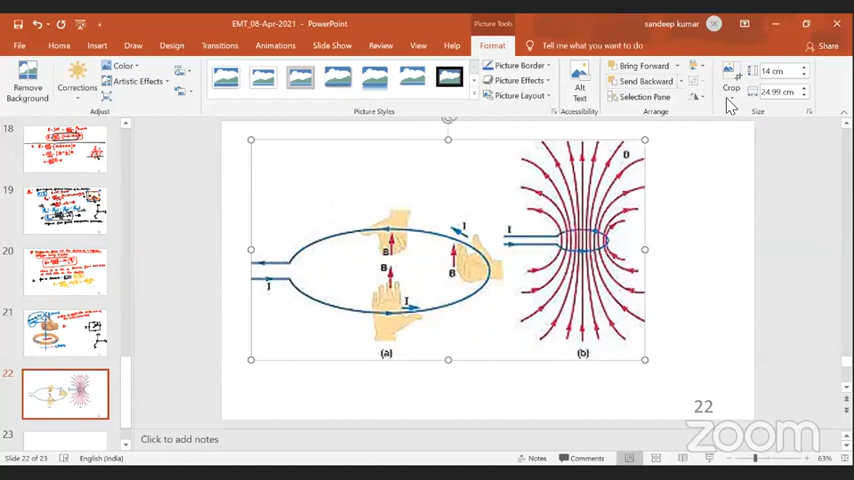 EMT_08-Apr-2021 - PowerPoint
Picture Tools
sandeep kumar
SK
File Home Insert Draw Design Transitions Animations Slide Show Review View Help Format Tell me what you want to do Share
Remove
Background
Corrections
Color
Artistic Effects
Adjust
Picture Styles
Picture Border
Picture Effects
Picture Layout
Alt
Text
Accessibility
Bring Forward
Send Backward
Selection Pane
Arrange
Crop
14 cm
24.99 cm
Size
18
19
20
21
22
23
I
B
B
I
I
B
(a)
I
B
(b)
22
zoom
Click to add notes
Slide 22 of 23
English (India)
Notes
Comments
63%